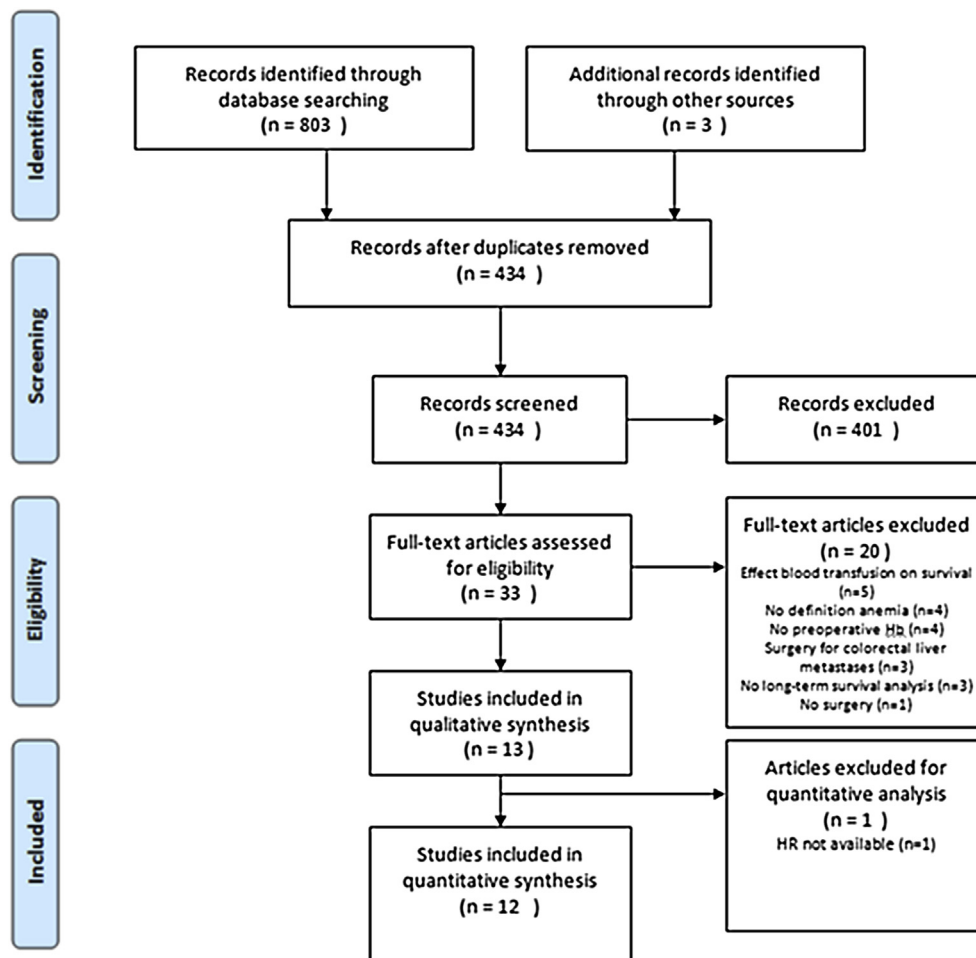 Identification
Records identified through
database searching
(n = 803 )
Additional records identified
through other sources
(n = 3 )
Records after duplicates removed
(n = 434 )
Screening
Records screened
(n = 434 )
Records excluded
(n = 401 )
Eligibility
Full-text articles assessed
for eligibility
(n = 33 )
Full-text articles excluded
(n = 20 )
Effect blood transfusion on survival
(n=5)
No definition anemia (n=4)
No preoperative Hb (n=4)
Surgery for colorectal liver
metastases (n=3)
No long-term survival analysis (n=3)
No surgery (n=1)
Studies included in
qualitative synthesis
(n = 13 )
Included
Articles excluded for
quantitative analysis
(n = 1 )
HR not available (n=1)
Studies included in
quantitative synthesis
(n = 12 )